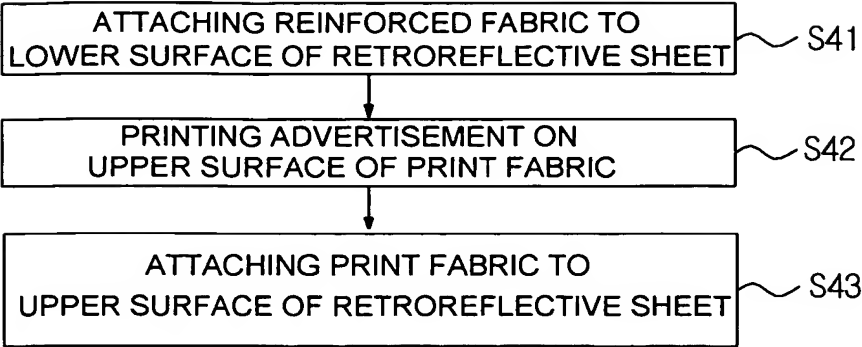 ATTACHING REINFORCED FABRIC TO
LOWER SURFACE OF RETROREFLECTIVE SHEET
S41
PRINTING ADVERTISEMENT ON
UPPER SURFACE OF PRINT FABRIC
S42
ATTACHING PRINT FABRIC TO
UPPER SURFACE OF RETROREFLECTIVE SHEET
S43